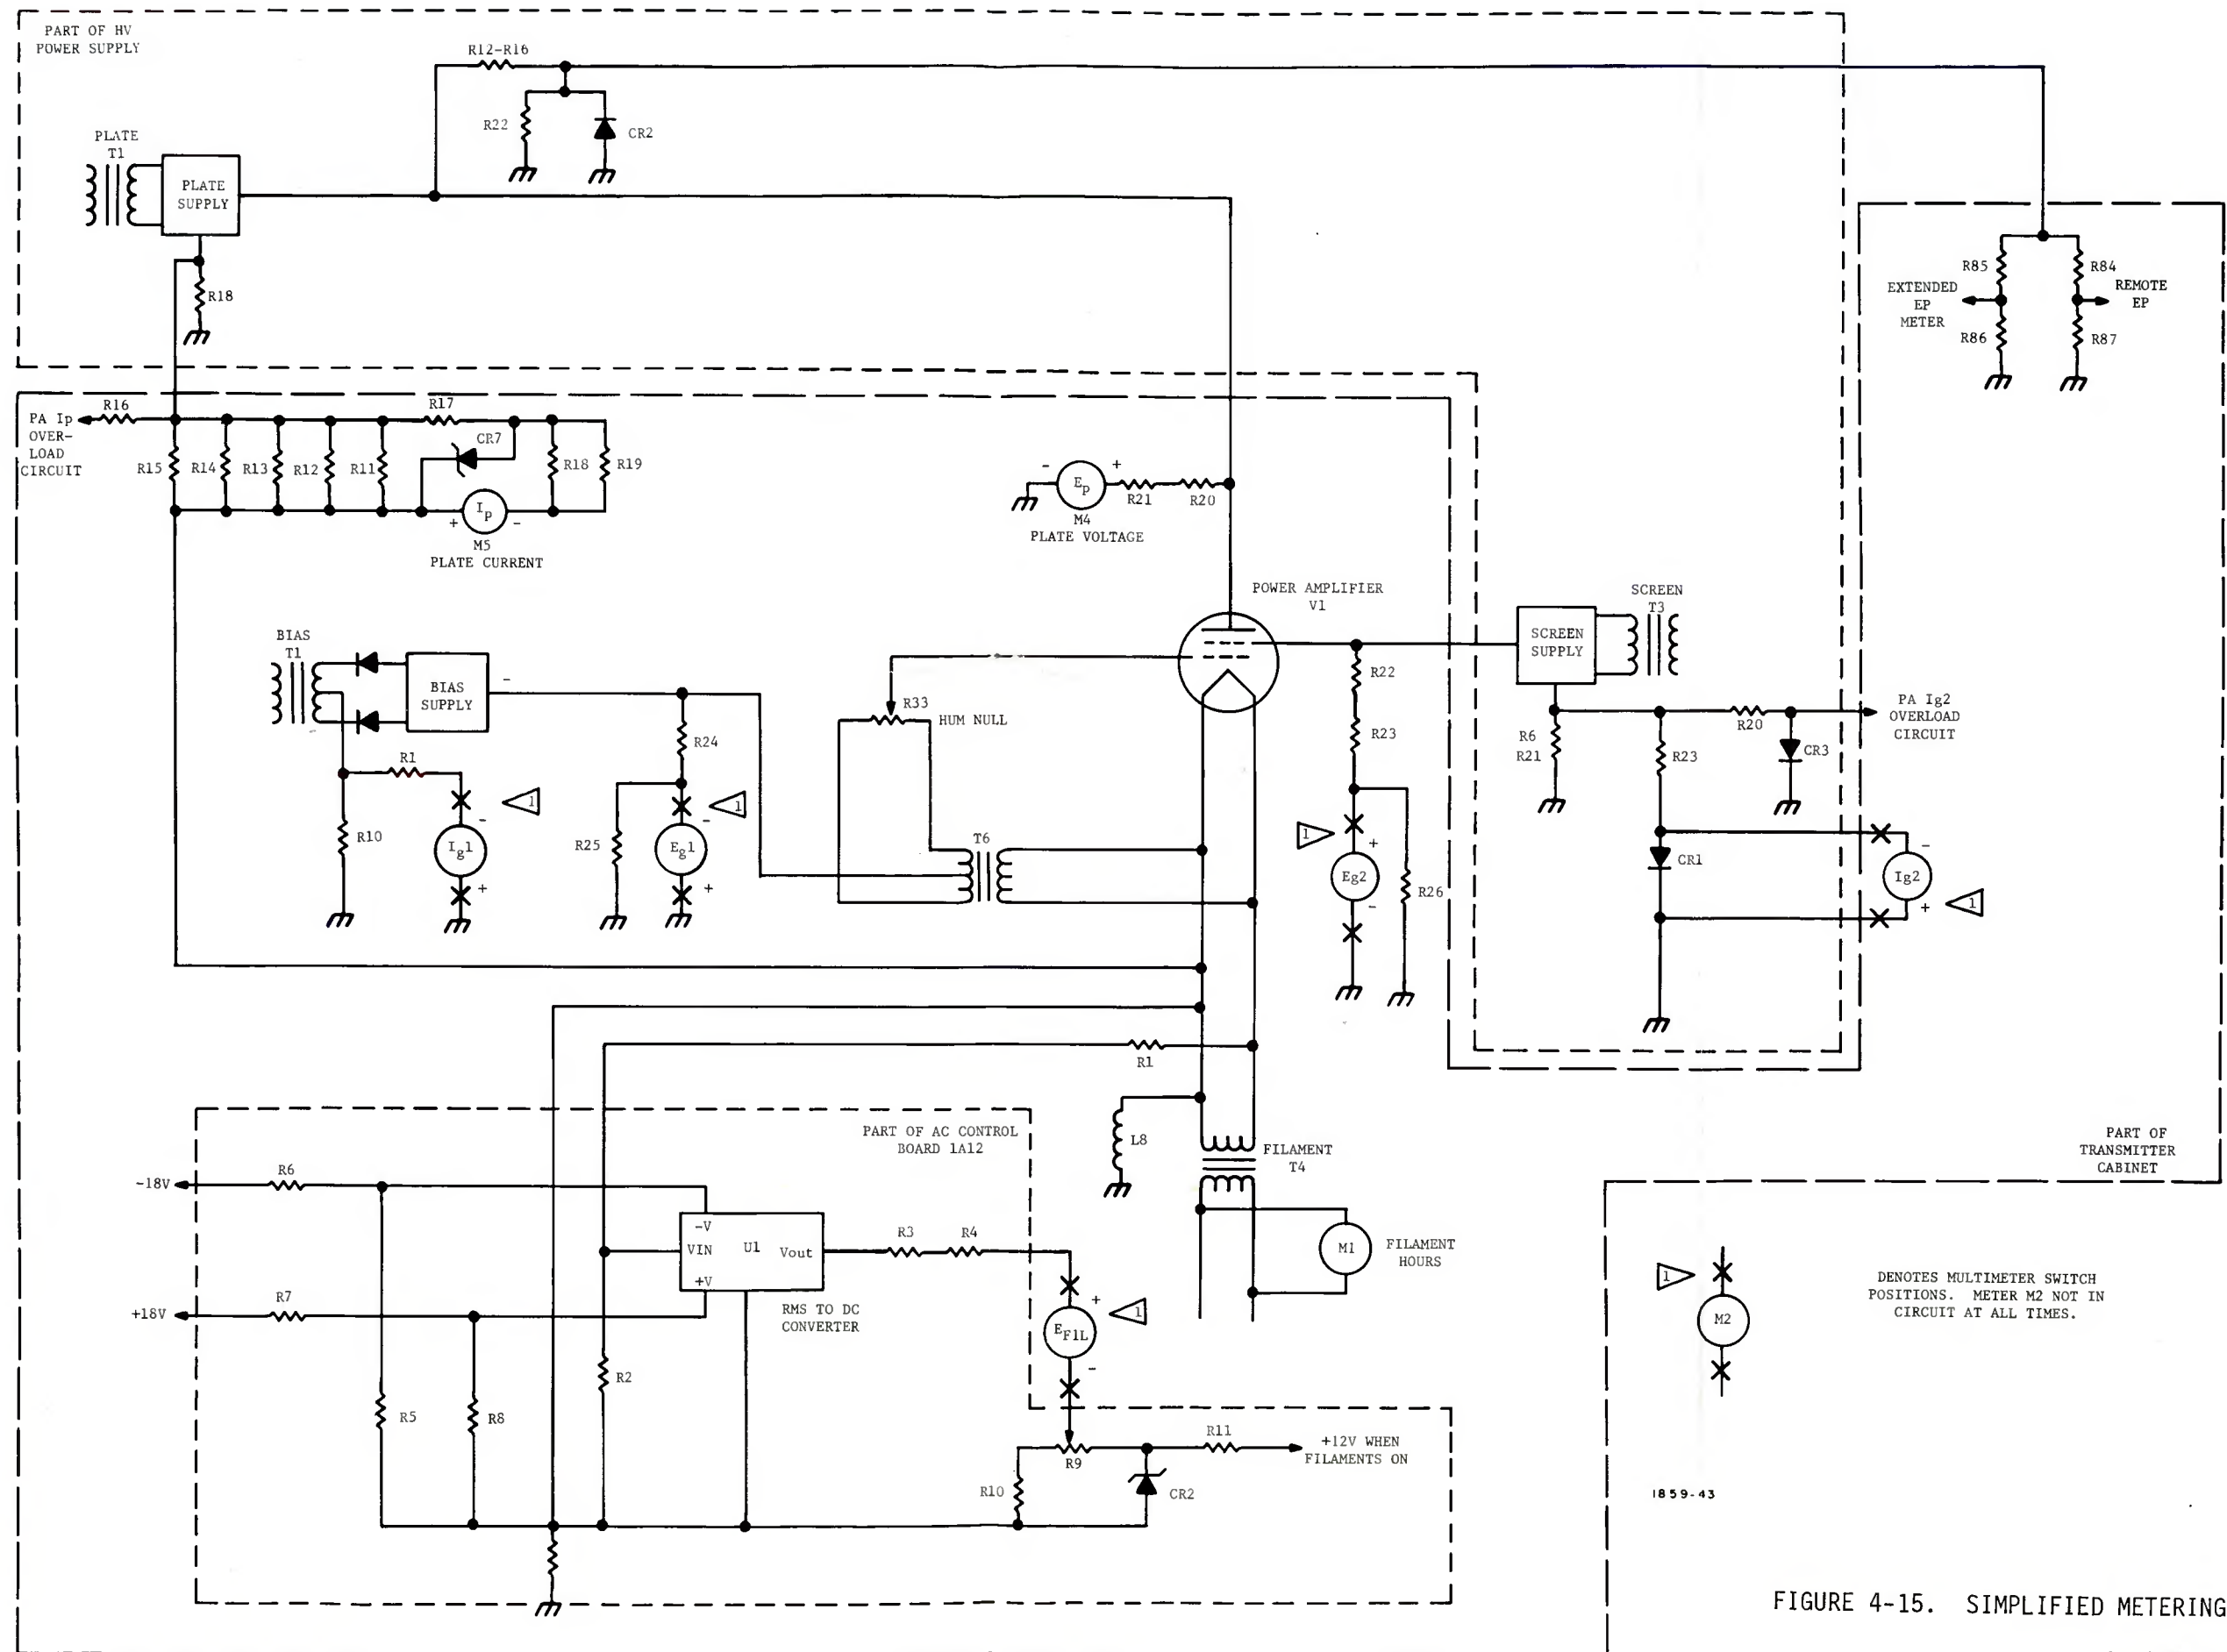 PART OF HV
POWER SUPPLY
R12-R16
R22
CR2
PLATE
T1
PLATE
SUPPLY
R18
R85
R84
EXTENDED
EP
METER
REMOTE
EP
R86
R87
R16
R17
PA Ip
OVER-
LOAD
CIRCUIT
CR7
R15
R14
R13
R12
R11
R18
R19
+
Ip
-
M5
PLATE CURRENT
-
Ep
+
R21
R20
M4
PLATE VOLTAGE
POWER AMPLIFIER
V1
SCREEN
T3
SCREEN
SUPPLY
BIAS
T1
BIAS
SUPPLY
-
R22
R33
HUM NULL
R24
R23
R1
1
1
-
-
R10
Ig1
R25
Eg1
+
+
T6
1
+
Eg2
-
R26
R6
R21
R23
R20
CR3
PA Ig2
OVERLOAD
CIRCUIT
CR1
-
Ig2
+
1
R1
PART OF AC CONTROL
BOARD 1A12
L8
FILAMENT
T4
PART OF
TRANSMITTER
CABINET
-18V
R6
-V
VIN
U1
Vout
+V
R3
R4
M1
FILAMENT
HOURS
+18V
R7
RMS TO DC
CONVERTER
+
EFIL
-
1
1
M2
DENOTES MULTIMETER SWITCH
POSITIONS. METER M2 NOT IN
CIRCUIT AT ALL TIMES.
R2
R5
R8
R9
R11
+12V WHEN
FILAMENTS ON
R10
CR2
1859-43
FIGURE 4-15. SIMPLIFIED METERING